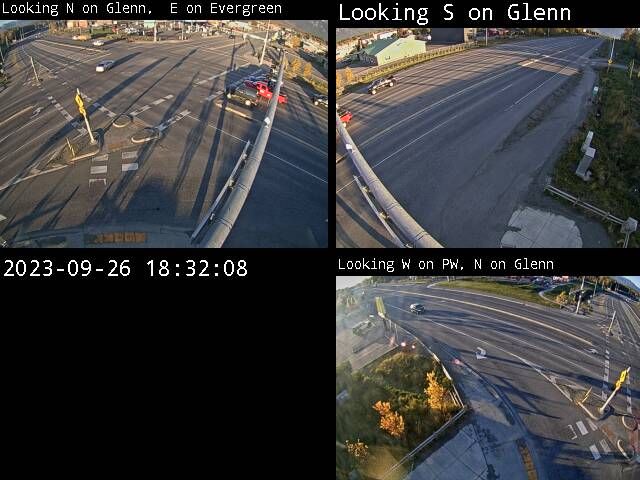 Looking N on Glenn, E on Evergreen
Looking S on Glenn
2023-09-26 18:32:08
Looking W on PW, N on Glenn